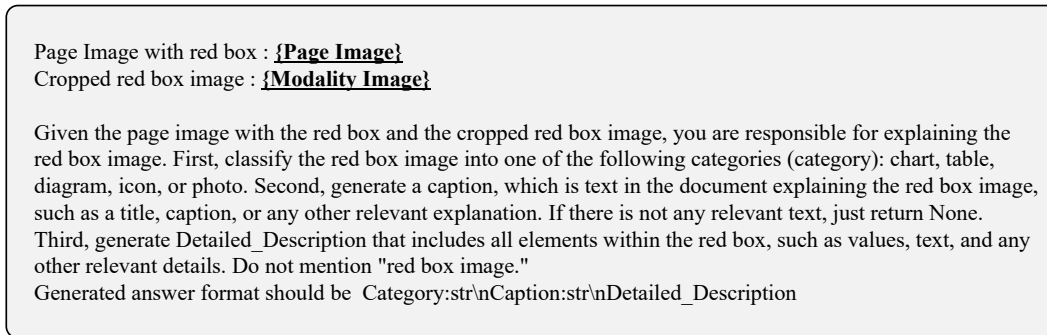 Page Image with red box : {Page Image}
Cropped red box image : {Modality Image}
Given the page image with the red box and the cropped red box image, you are responsible for explaining the
red box image. First, classify the red box image into one of the following categories (category): chart, table,
diagram, icon, or photo. Second, generate a caption, which is text in the document explaining the red box image,
such as a title, caption, or any other relevant explanation. If there is not any relevant text, just return None.
Third, generate Detailed_Description that includes all elements within the red box, such as values, text, and any
other relevant details. Do not mention "red box image."
Generated answer format should be  Category:str\nCaption:str\nDetailed_Description